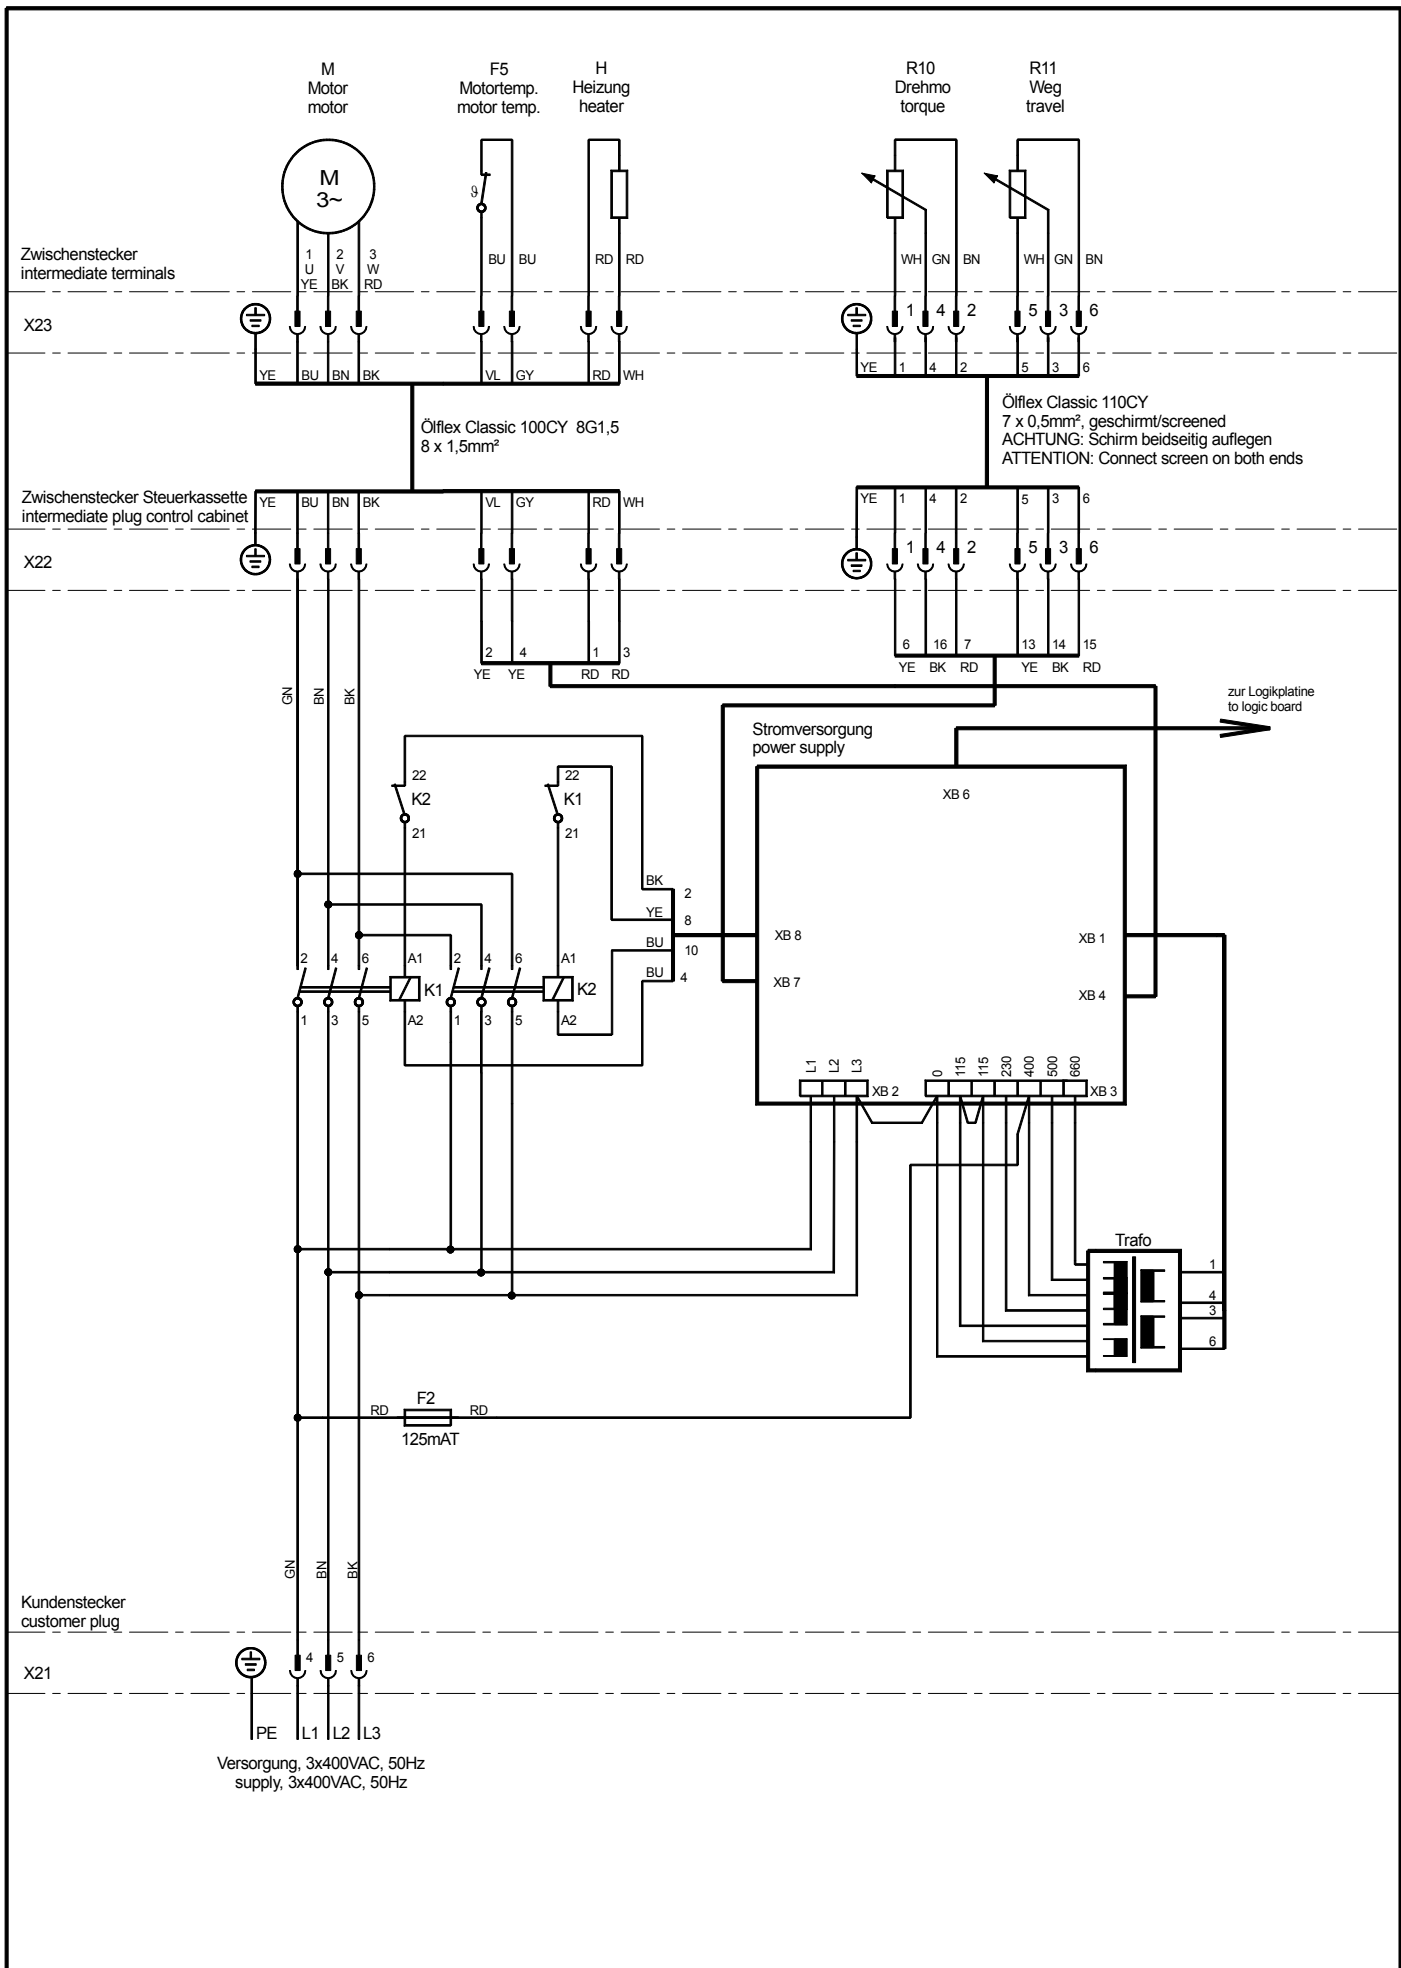 M
Motor
motor
F5
Motortemp.
motor temp.
H
Heizung
heater
R10
Drehmo
torque
R11
Weg
travel
M
3~
ϑ
Zwischenstecker
intermediate terminals
1 2 3
U V W
YE BK RD
BU BU
RD RD
WH GN BN
WH GN BN
X23
1 4 2
5 3 6
YE BU BN BK
VL GY
RD WH
YE 1 4 2
5 3 6
Ölflex Classic 100CY 8G1,5
8 x 1,5mm²
Ölflex Classic 110CY
7 x 0,5mm², geschirmt/screened
ACHTUNG: Schirm beidseitig auflegen
ATTENTION: Connect screen on both ends
Zwischenstecker Steuerkassette
intermediate plug control cabinet
YE BU BN BK
VL GY
RD WH
YE 1 4 2
5 3 6
X22
1 4 2
5 3 6
2 4 1 3
YE YE RD RD
6 16 7 13 14 15
YE BK RD YE BK RD
GN BN BK
zur Logikplatine
to logic board
Stromversorgung
power supply
22
K2
21
22
K1
21
XB 6
BK
2
YE
8
BU
10
BU
4
XB 8
XB 7
XB 1
XB 4
2 4 6 A1
K1
1 3 5 A2
2 4 6 A1
K2
1 3 5 A2
L1 L2 L3
XB 2
0 115 115 230 400 500 660
XB 3
Trafo
1
4
3
6
F2
RD RD
125mAT
GN BN BK
Kundenstecker
customer plug
X21
4 5 6
PE L1 L2 L3
Versorgung, 3x400VAC, 50Hz
supply, 3x400VAC, 50Hz